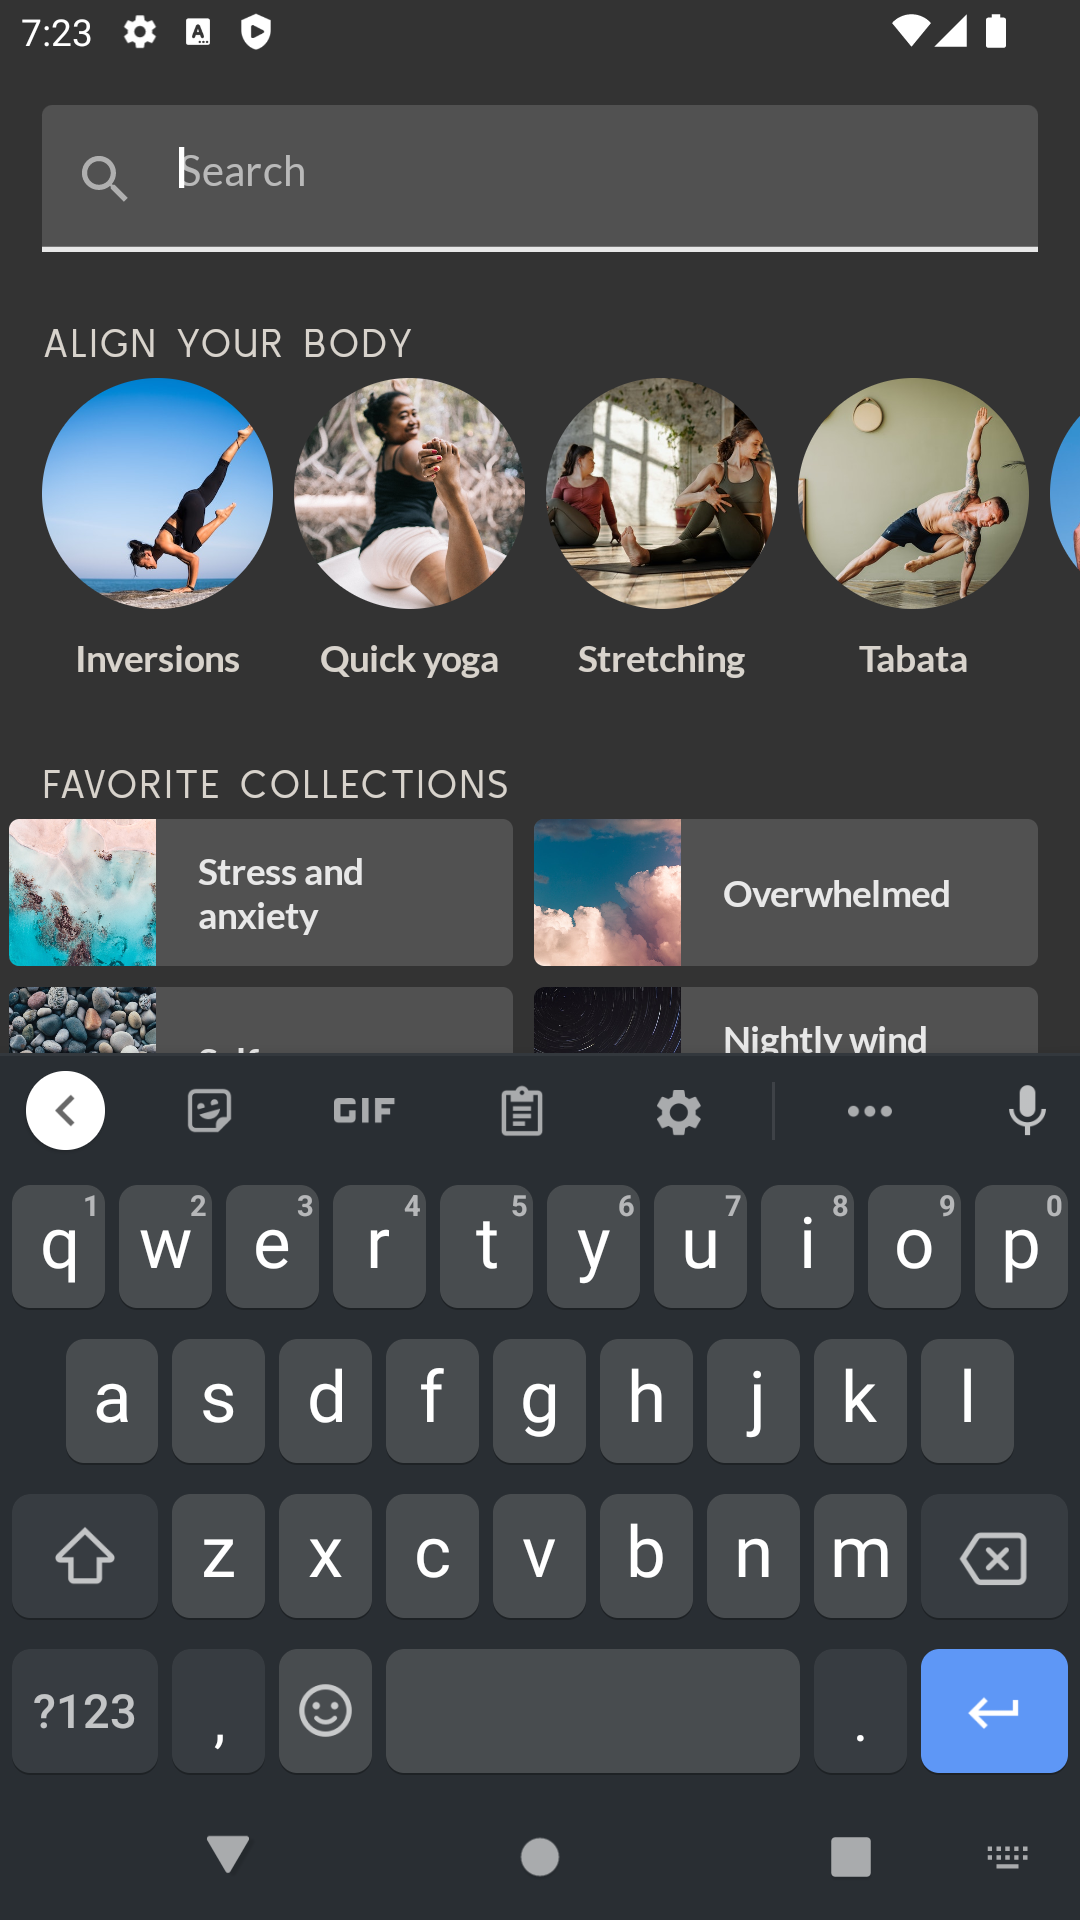 7:23
Search
ALIGN YOUR BODY
Inversions Quick yoga Stretching Tabata
FAVORITE COLLECTIONS
Stress and
anxiety
Overwhelmed
Self
Nightly wind
GIF
1 2 3 4 5 6 7 8 9 0
q w e r t y u i o p
a s d f g h j k l
z x c v b n m
?123 , .